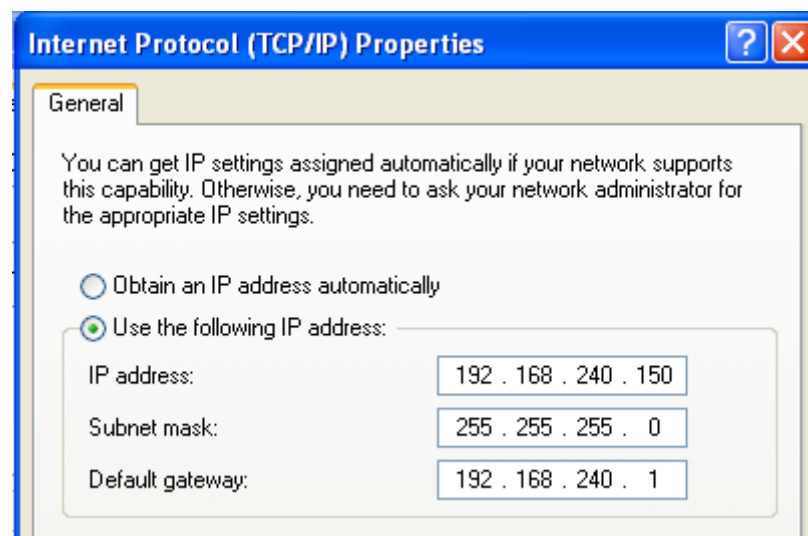 Internet Protocol (TCP/IP) Properties
General
You can get IP settings assigned automatically if your network supports
this capability. Otherwise, you need to ask your network administrator for
the appropriate IP settings.
Obtain an IP address automatically
Use the following IP address:
IP address: 192 . 168 . 240 . 150
Subnet mask: 255 . 255 . 255 . 0
Default gateway: 192 . 168 . 240 . 1